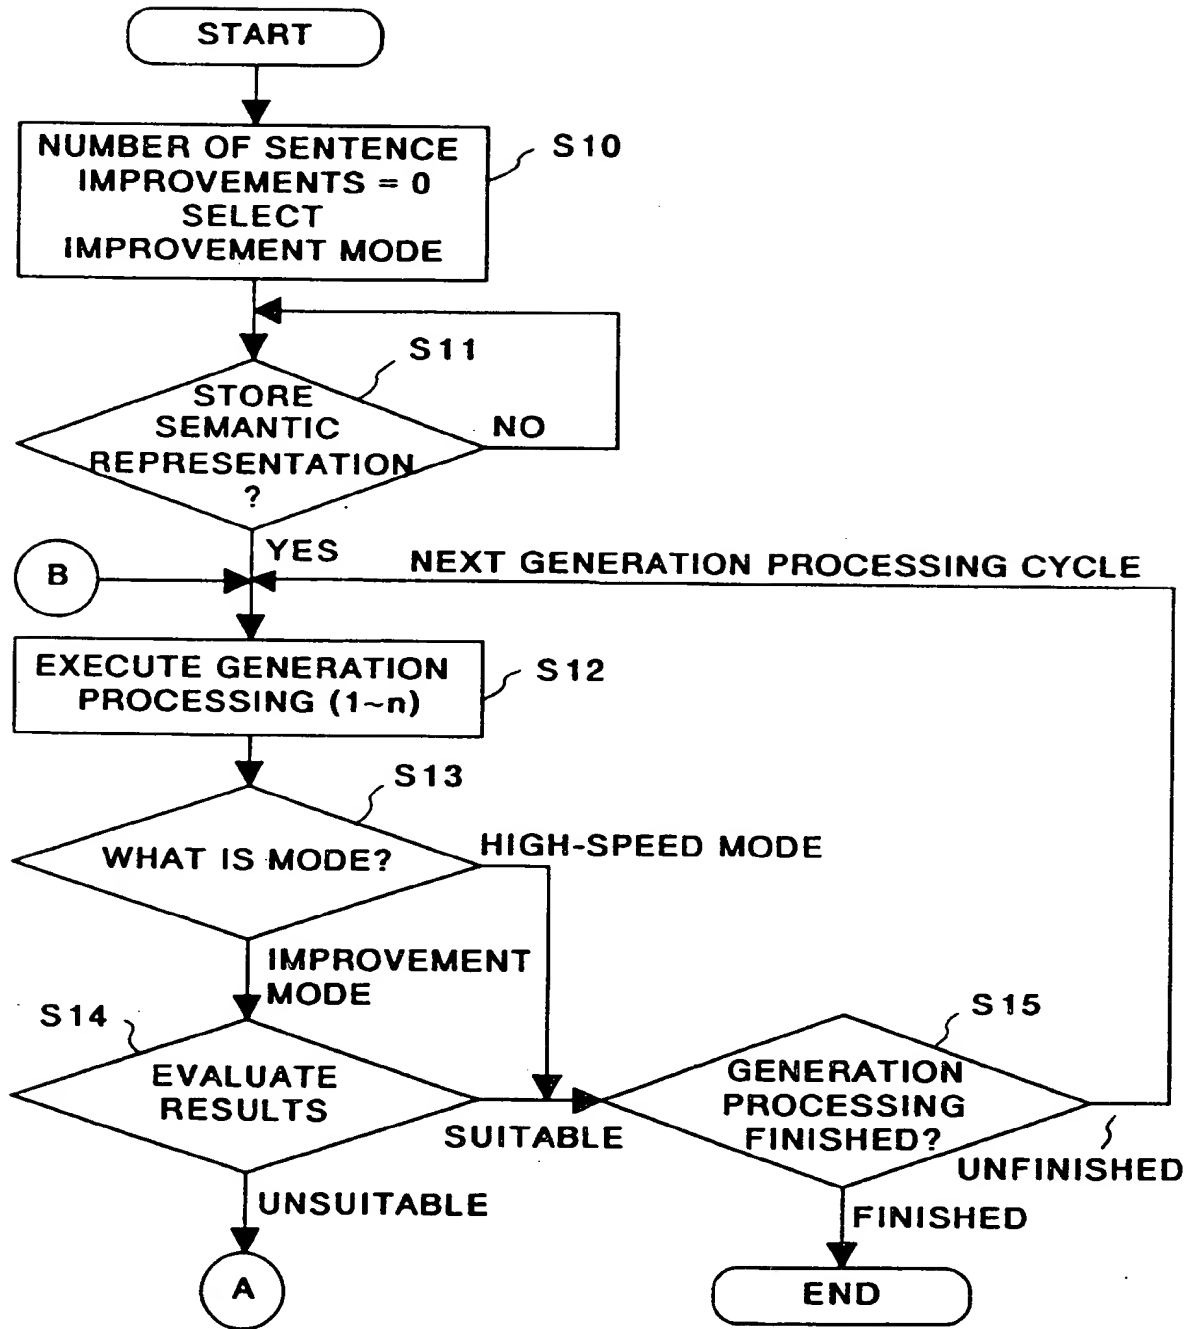 START
NUMBER OF SENTENCE
IMPROVEMENTS = 0
SELECT
IMPROVEMENT MODE
S10
S11
STORE
SEMANTIC
REPRESENTATION
?
NO
YES
B
NEXT GENERATION PROCESSING CYCLE
EXECUTE GENERATION
PROCESSING (1~n)
S12
S13
WHAT IS MODE?
HIGH-SPEED MODE
IMPROVEMENT
MODE
S14
EVALUATE
RESULTS
SUITABLE
UNSUITABLE
A
S15
GENERATION
PROCESSING
FINISHED?
UNFINISHED
FINISHED
END